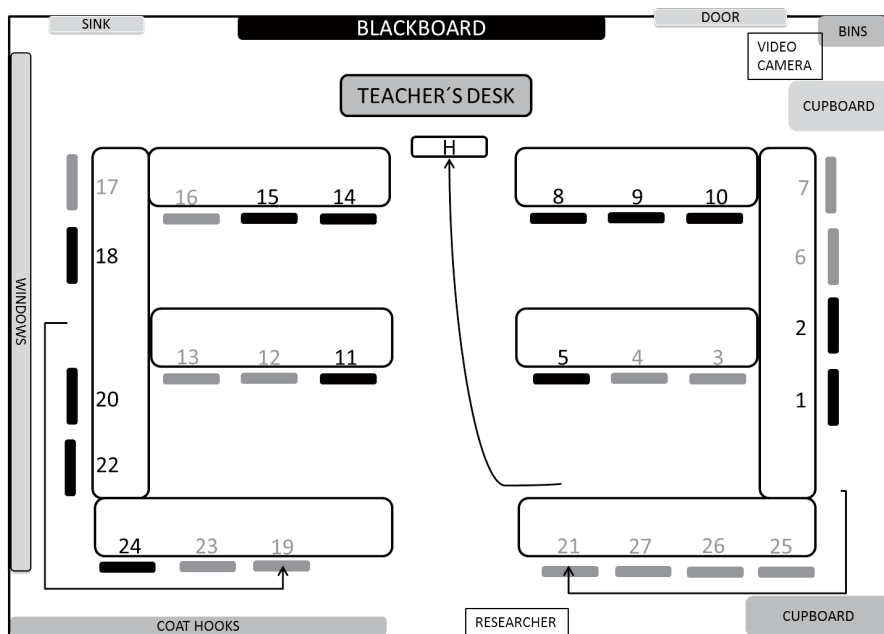 SINK
BLACKBOARD
DOOR
BINS
VIDEO
CAMERA
TEACHER´S DESK
CUPBOARD
H
17
16
15
14
8
9
10
7
18
6
WINDOWS
2
13
12
11
5
4
3
20
1
22
24
23
19
21
27
26
25
COAT HOOKS
RESEARCHER
CUPBOARD